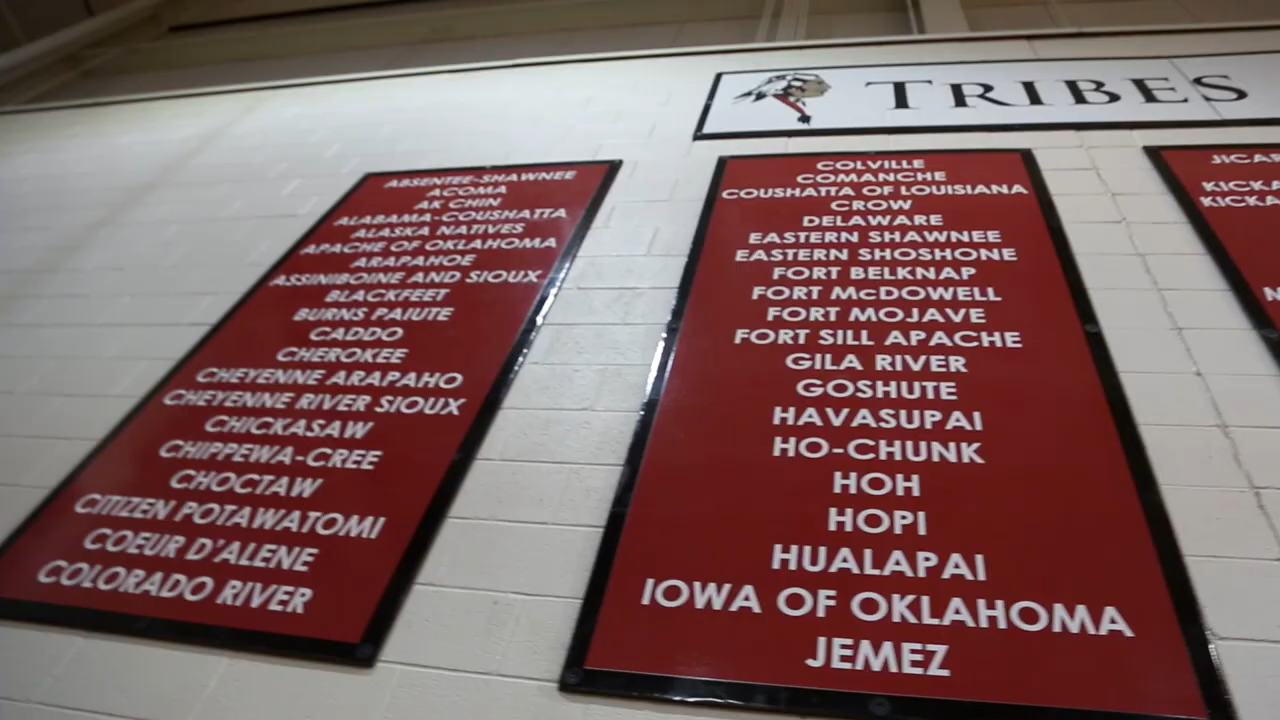 TRIBES
ABSENTEE-SHAWNEE
ACOMA
AK CHIN
ALABAMA-COUSHATTA
ALASKA NATIVES
APACHE OF OKLAHOMA
ARAPAHOE
ASSINIBOINE AND SIOUX
BLACKFEET
BURNS PAIUTE
CADDO
CHEROKEE
CHEYENNE ARAPAHO
CHEYENNE RIVER SIOUX
CHICKASAW
CHIPPEWA-CREE
CHOCTAW
CITIZEN POTAWATOMI
COEUR D'ALENE
COLORADO RIVER
COLVILLE
COMANCHE
COUSHATTA OF LOUISIANA
CROW
DELAWARE
EASTERN SHAWNEE
EASTERN SHOSHONE
FORT BELKNAP
FORT McDOWELL
FORT MOJAVE
FORT SILL APACHE
GILA RIVER
GOSHUTE
HAVASUPAI
HO-CHUNK
HOH
HOPI
HUALAPAI
IOWA OF OKLAHOMA
JEMEZ